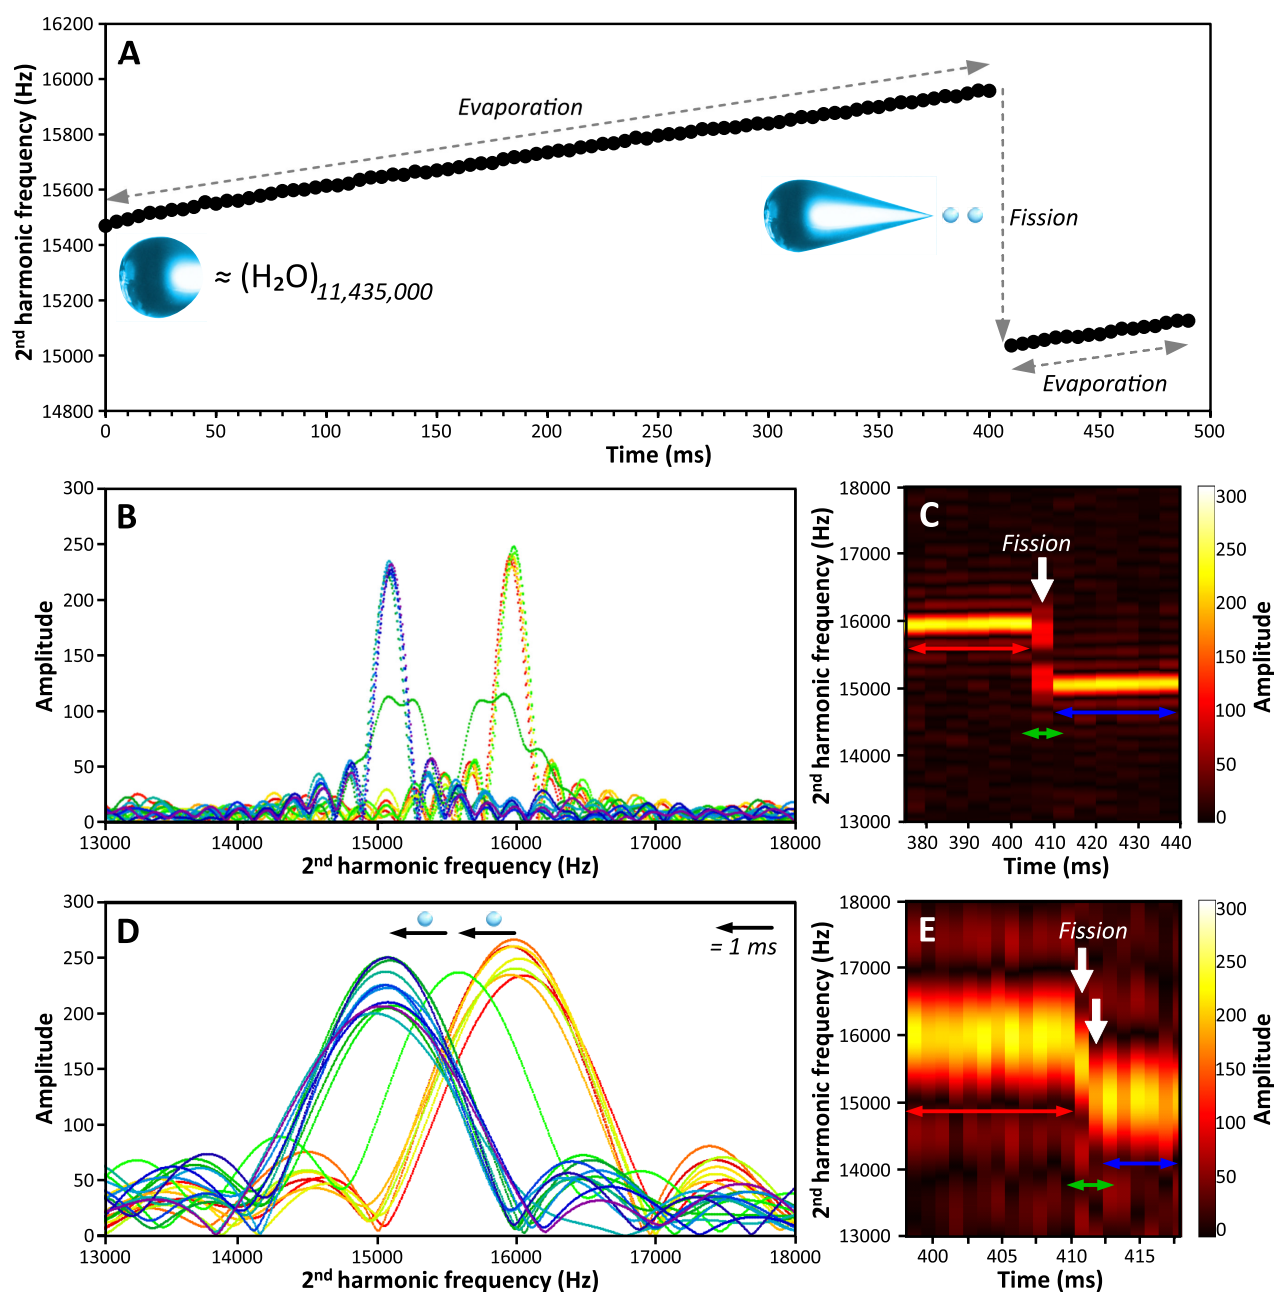 A
2nd harmonic frequency (Hz)
16200
16000
15800
15600
15400
15200
15000
14800
Evaporation
≈ (H₂O)11,435,000
Fission
Evaporation
0 50 100 150 200 250 300 350 400 450 500
Time (ms)
B
Amplitude
300
250
200
150
100
50
0
13000 14000 15000 16000 17000 18000
2nd harmonic frequency (Hz)
C
2nd harmonic frequency (Hz)
18000
17000
16000
15000
14000
13000
Fission
380 390 400 410 420 430 440
Time (ms)
300
250
200
150
100
50
0
Amplitude
D
Amplitude
300
250
200
150
100
50
0
= 1 ms
13000 14000 15000 16000 17000 18000
2nd harmonic frequency (Hz)
E
2nd harmonic frequency (Hz)
18000
17000
16000
15000
14000
13000
Fission
400 405 411 415
Time (ms)
300
250
200
150
100
50
0
Amplitude